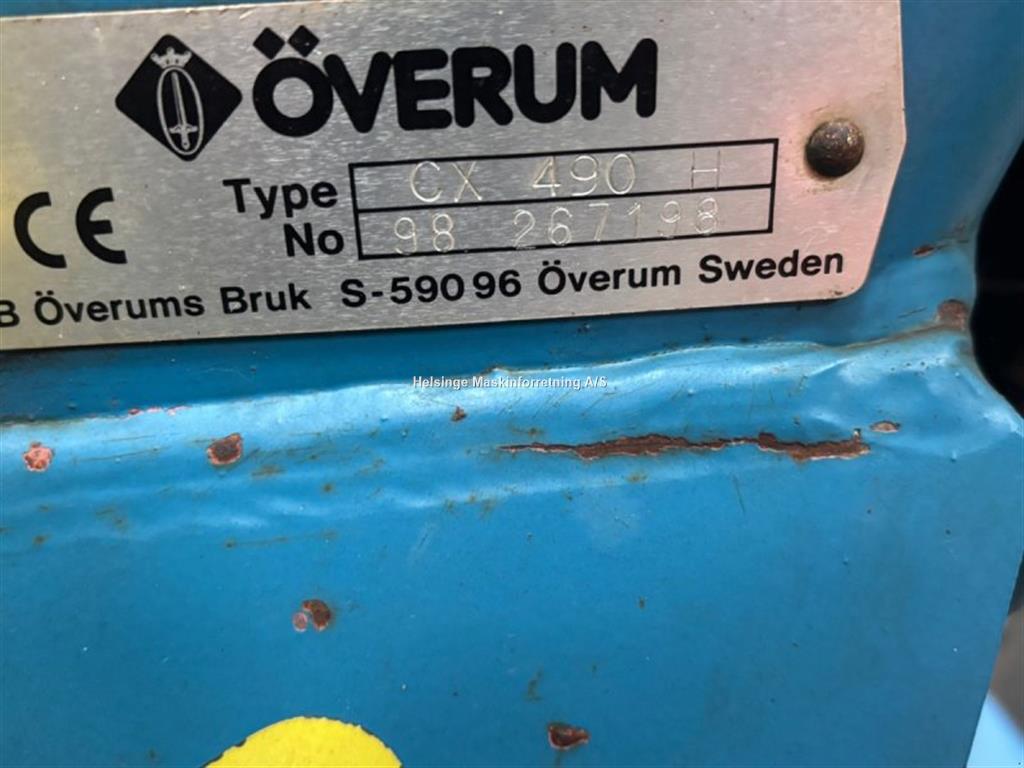 ÖVERUM
CE
Type CX 490 H
No 98 267198
B Överums Bruk S-590 96 Överum Sweden
Helsinge Maskinforretning A/S